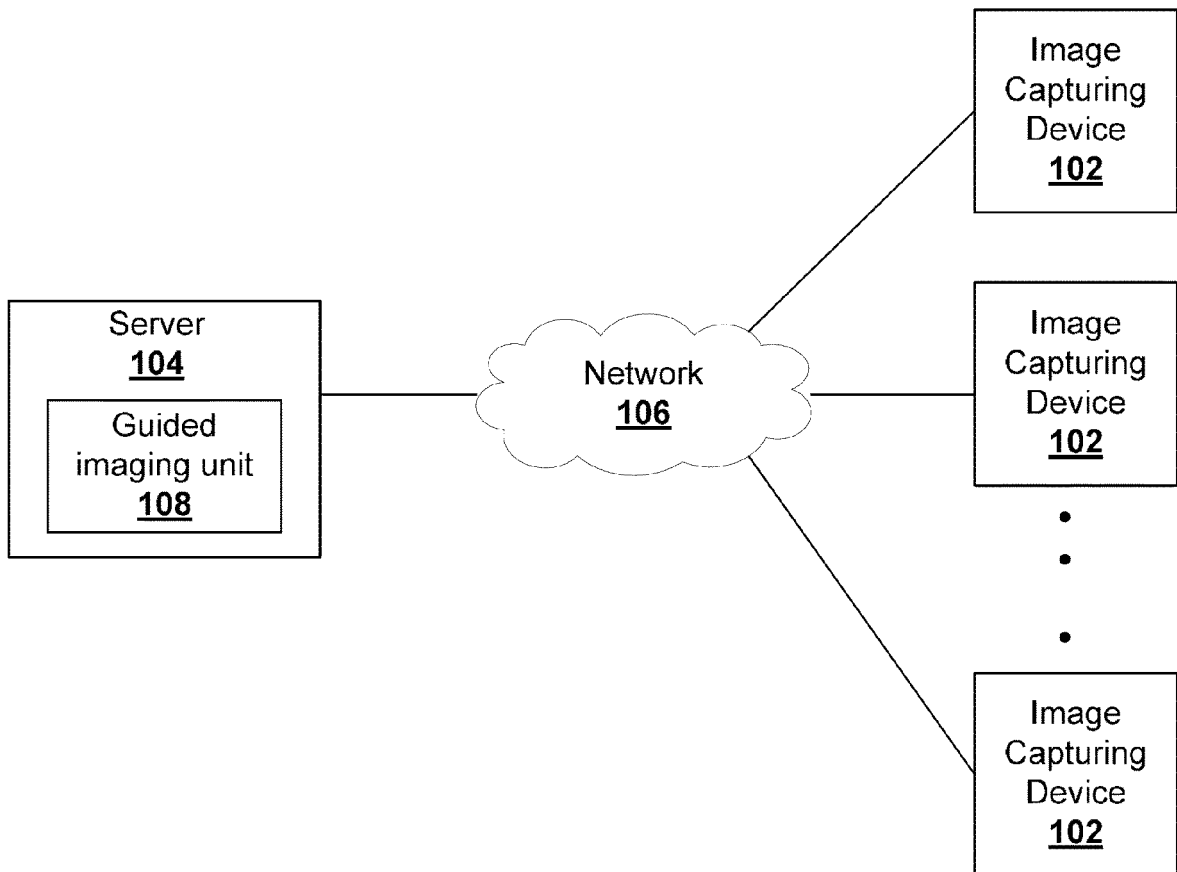 Image
Capturing
Device
102
Server
104
Guided
imaging unit
108
Network
106
Image
Capturing
Device
102
Image
Capturing
Device
102